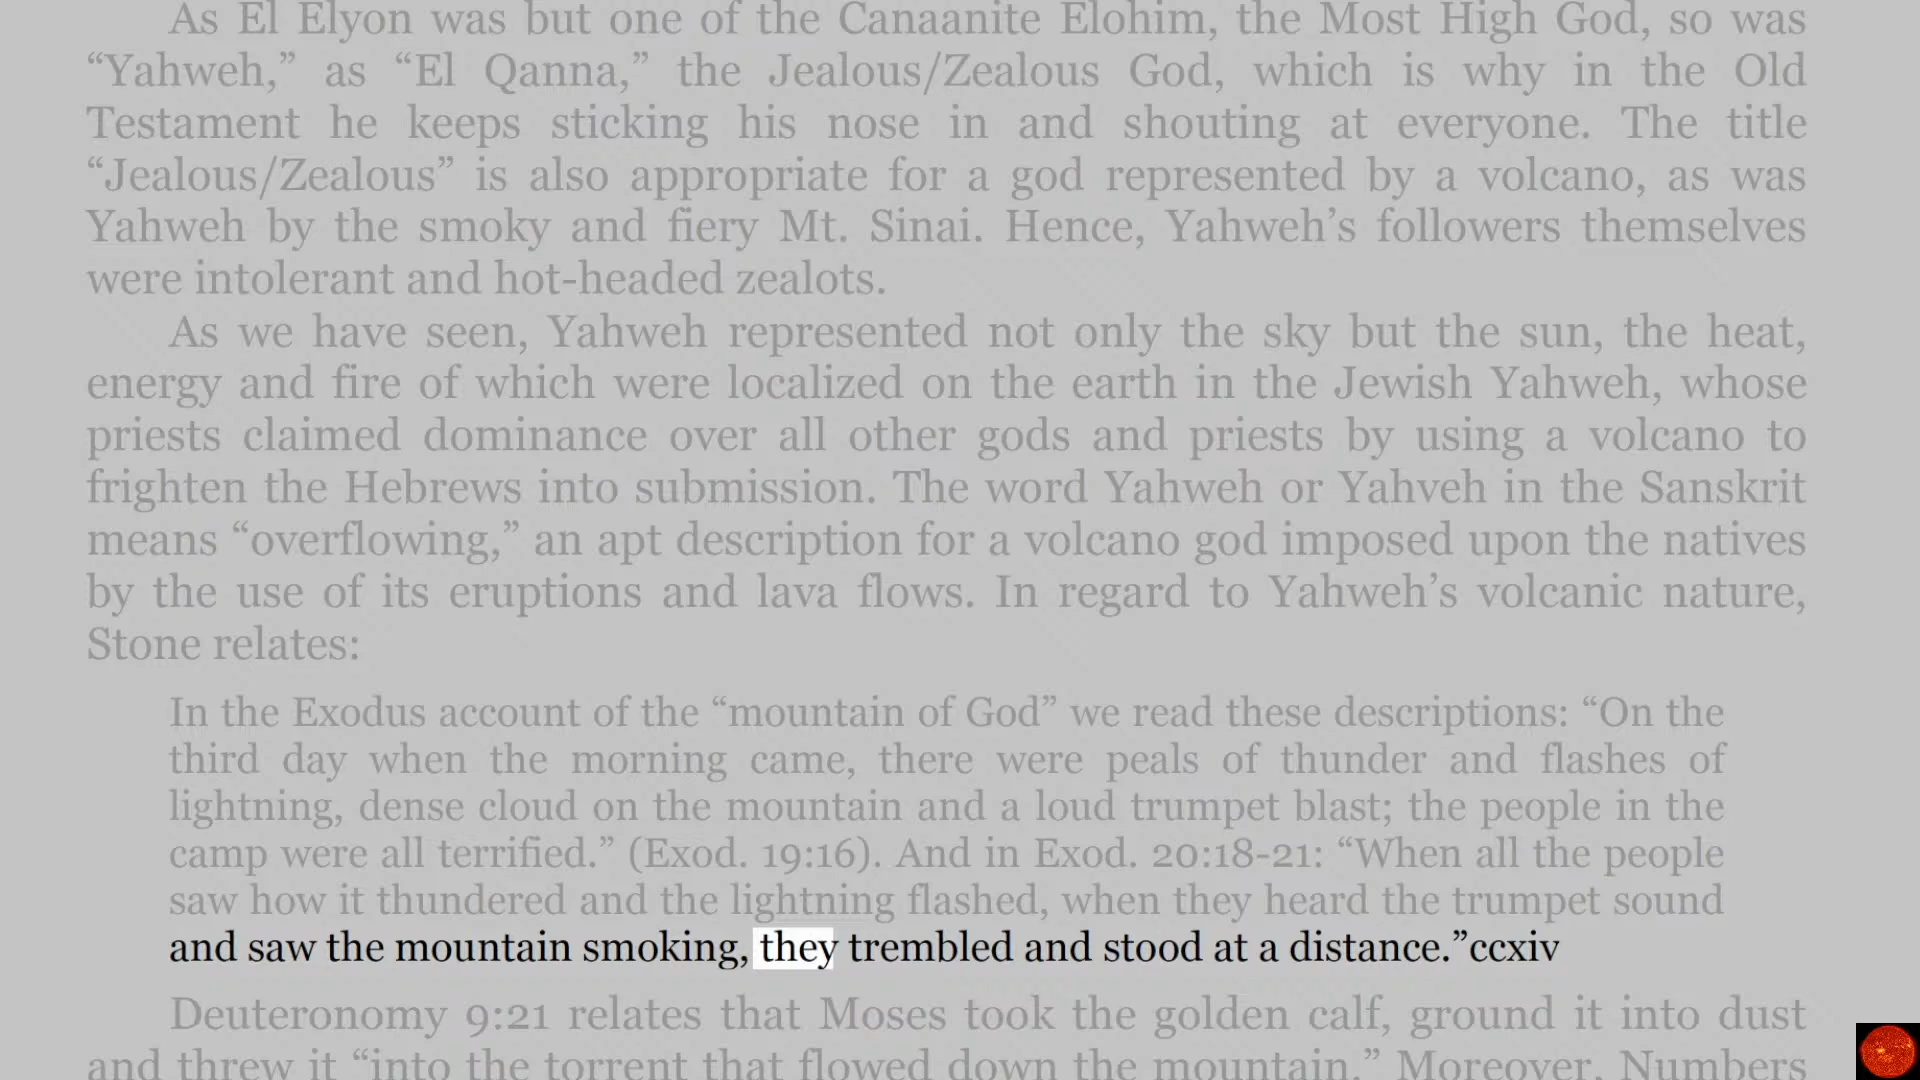 As El Elyon was but one of the Canaanite Elohim, the Most High God, so was
“Yahweh,” as “El Qanna,” the Jealous/Zealous God, which is why in the Old
Testament he keeps sticking his nose in and shouting at everyone. The title
“Jealous/Zealous” is also appropriate for a god represented by a volcano, as was
Yahweh by the smoky and fiery Mt. Sinai. Hence, Yahweh’s followers themselves
were intolerant and hot-headed zealots.
As we have seen, Yahweh represented not only the sky but the sun, the heat,
energy and fire of which were localized on the earth in the Jewish Yahweh, whose
priests claimed dominance over all other gods and priests by using a volcano to
frighten the Hebrews into submission. The word Yahweh or Yahveh in the Sanskrit
means “overflowing,” an apt description for a volcano god imposed upon the natives
by the use of its eruptions and lava flows. In regard to Yahweh’s volcanic nature,
Stone relates:
In the Exodus account of the “mountain of God” we read these descriptions: “On the
third day when the morning came, there were peals of thunder and flashes of
lightning, dense cloud on the mountain and a loud trumpet blast; the people in the
camp were all terrified.” (Exod. 19:16). And in Exod. 20:18-21: “When all the people
saw how it thundered and the lightning flashed, when they heard the trumpet sound
and saw the mountain smoking, they trembled and stood at a distance.”ccxiv
Deuteronomy 9:21 relates that Moses took the golden calf, ground it into dust
and threw it “into the torrent that flowed down the mountain.” Moreover, Numbers